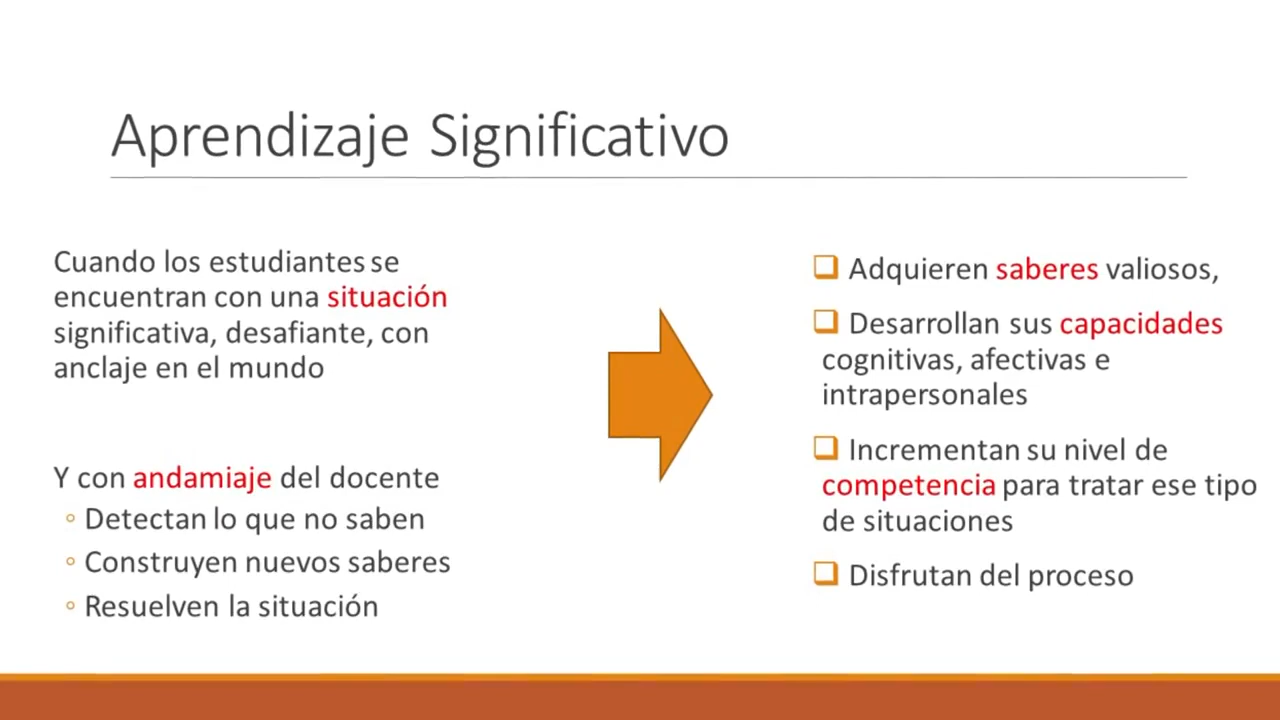 Aprendizaje Significativo
Cuando los estudiantes se
encuentran con una situación
significativa, desafiante, con
anclaje en el mundo
Y con andamiaje del docente
Detectan lo que no saben
Construyen nuevos saberes
Resuelven la situación
Adquieren saberes valiosos,
Desarrollan sus capacidades
cognitivas, afectivas e
intrapersonales
Incrementan su nivel de
competencia para tratar ese tipo
de situaciones
Disfrutan del proceso